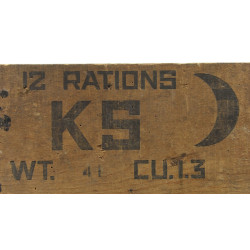 12 RATIONS
KS
WT. 41 CU.1.3